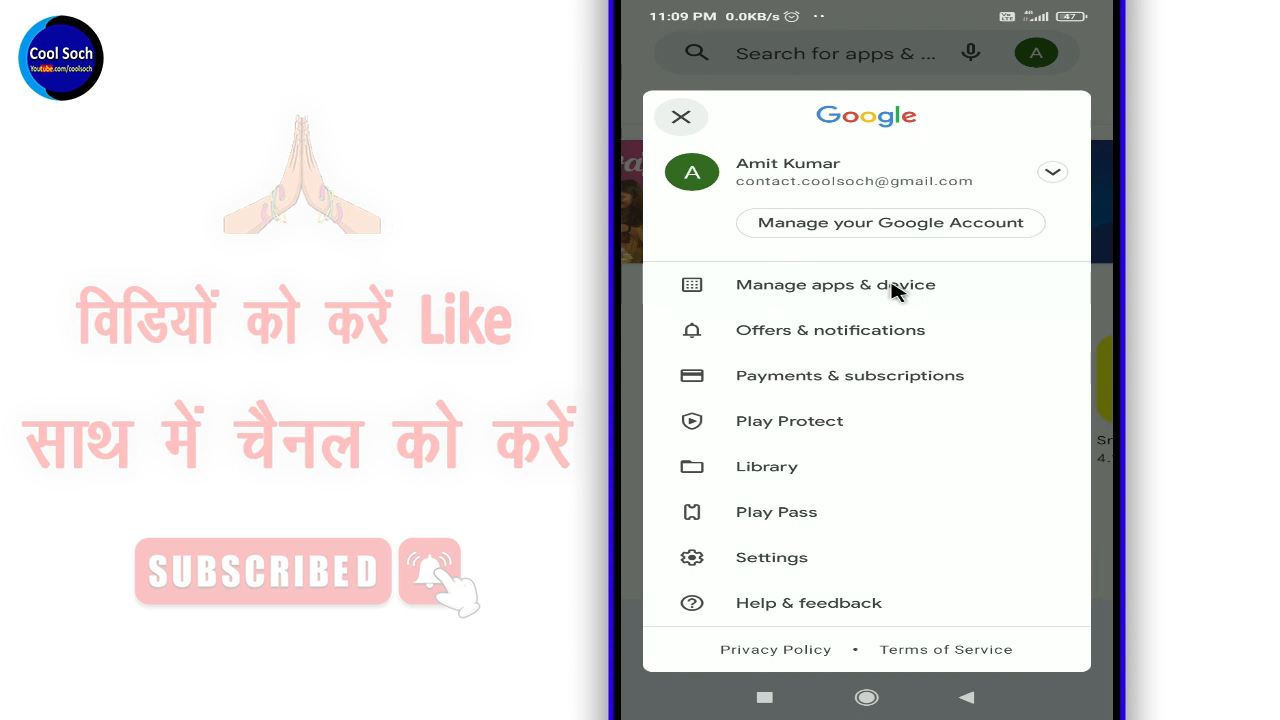 Cool Soch
Youtube.com/coolsoch
विडियों को करें Like
साथ में चैनल को करें
SUBSCRIBED
11:09 PM 0.0KB/s
47
Search for apps & ...
A
Google
A
Amit Kumar
contact.coolsoch@gmail.com
Manage your Google Account
Manage apps & device
Offers & notifications
Payments & subscriptions
Play Protect
Library
Play Pass
Settings
Help & feedback
Privacy Policy • Terms of Service